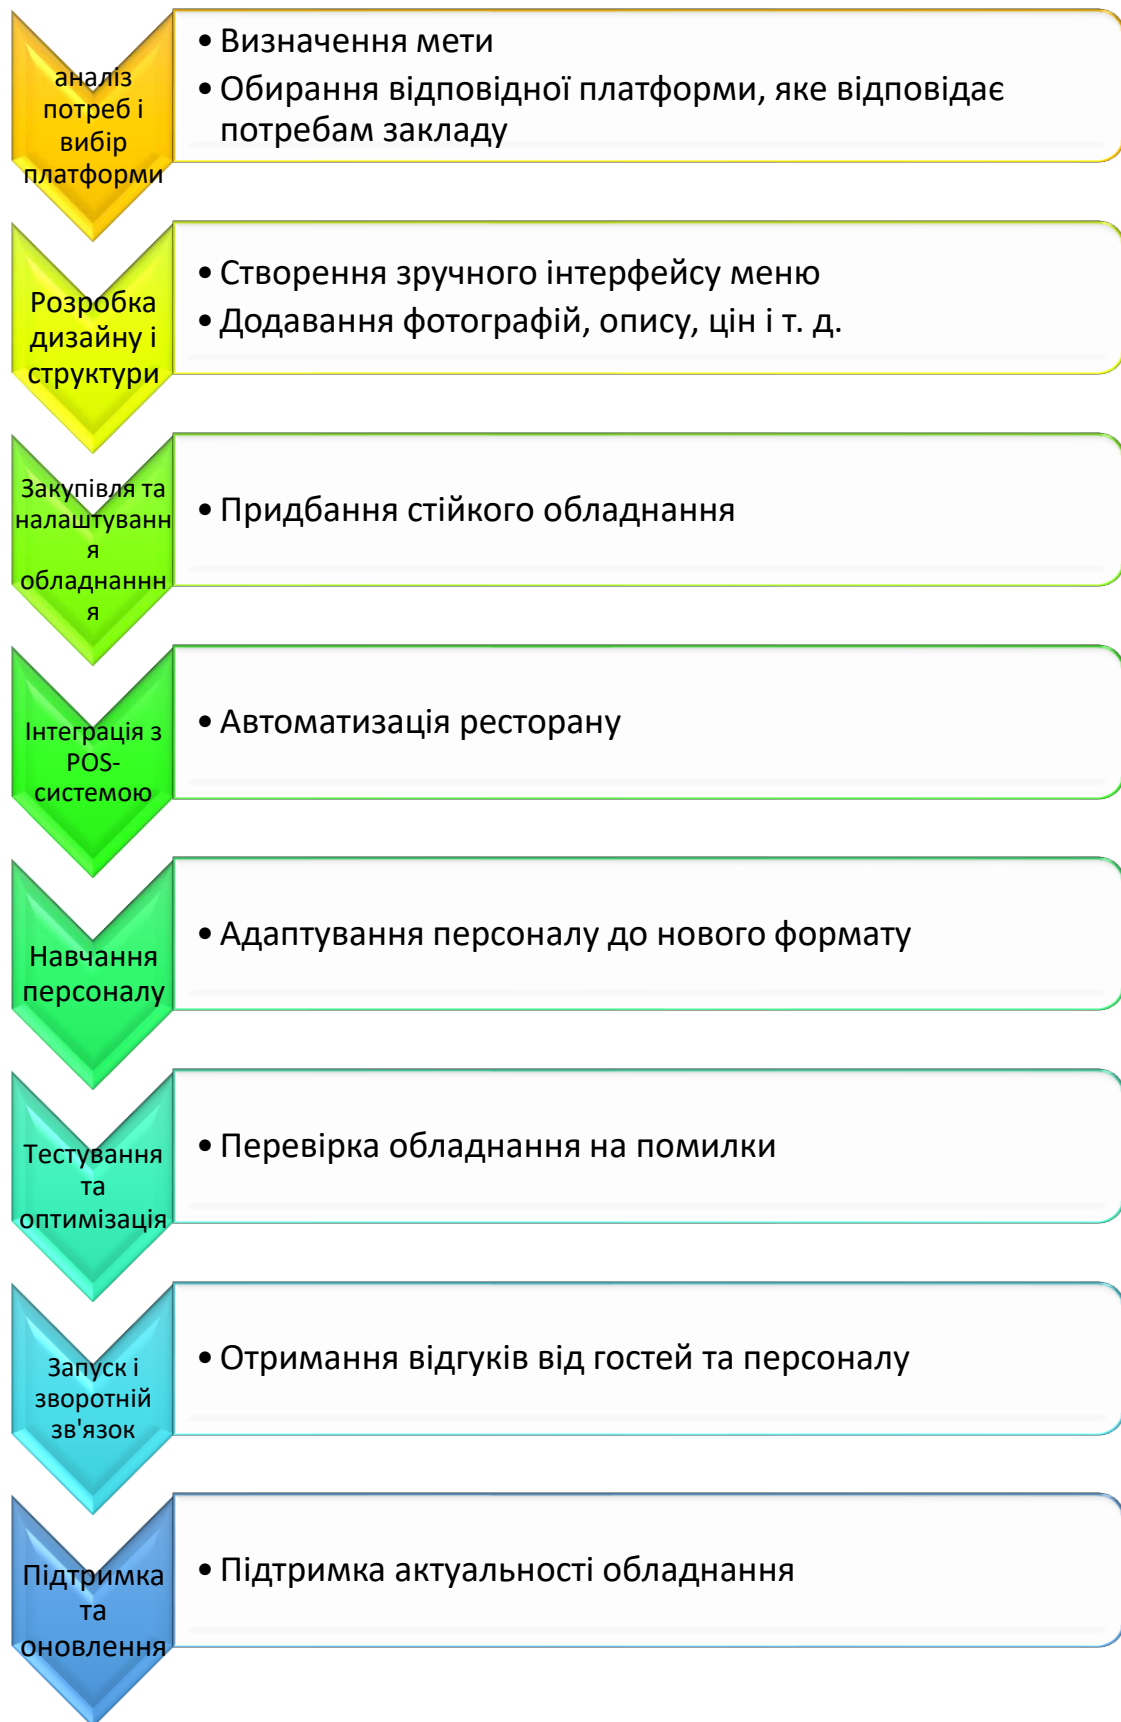 аналіз
потреб і
вибір
платформи
• Визначення мети
• Обирання відповідної платформи, яке відповідає
потребам закладу
Розробка
дизайну і
структури
• Створення зручного інтерфейсу меню
• Додавання фотографій, опису, цін і т. д.
Закупівля та
налаштуванн
я
обладнаннн
я
• Придбання стійкого обладнання
Інтеграція з
POS-
системою
• Автоматизація ресторану
Навчання
персоналу
• Адаптування персоналу до нового формату
Тестування
та
оптимізація
• Перевірка обладнання на помилки
Запуск і
зворотній
зв'язок
• Отримання відгуків від гостей та персоналу
Підтримка
та
оновлення
• Підтримка актуальності обладнання